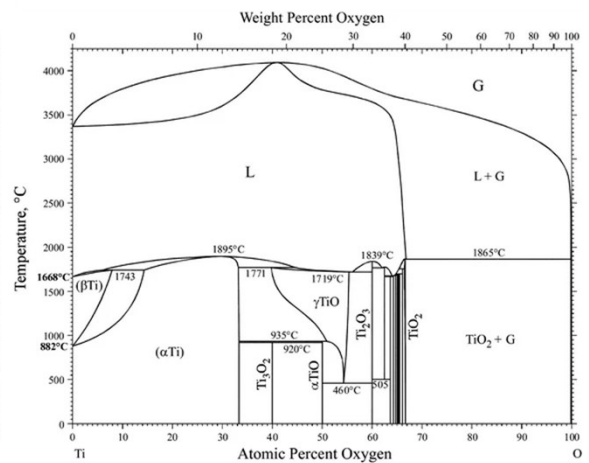 Weight Percent Oxygen
0 10 20 30 40 50 60 70 80 90 100
Temperature, °C
4000
3500
3000
2500
2000
1500
1000
500
0
G
L
L + G
1895°C
1839°C
1865°C
1668°C
1743
1771
1719°C
(βTi)
γTiO
Ti2O3
TiO2
882°C
(αTi)
935°C
920°C
TiO2 + G
Ti3O2
αTiO
460°C
505
0 10 20 30 40 50 60 70 80 90 100
Ti
Atomic Percent Oxygen
O